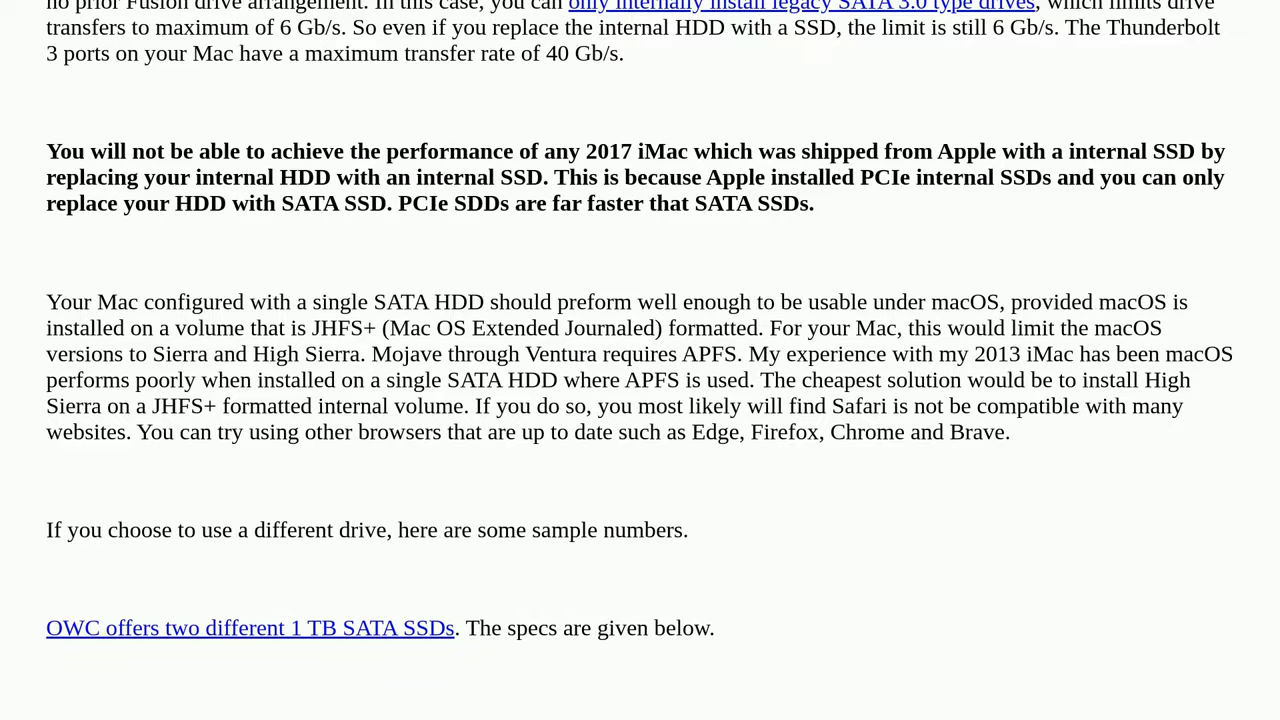 no prior Fusion drive arrangement. In this case, you can only internally install legacy SATA 3.0 type drives, which limits drive
transfers to maximum of 6 Gb/s. So even if you replace the internal HDD with a SSD, the limit is still 6 Gb/s. The Thunderbolt
3 ports on your Mac have a maximum transfer rate of 40 Gb/s.
You will not be able to achieve the performance of any 2017 iMac which was shipped from Apple with a internal SSD by
replacing your internal HDD with an internal SSD. This is because Apple installed PCIe internal SSDs and you can only
replace your HDD with SATA SSD. PCIe SDDs are far faster that SATA SSDs.
Your Mac configured with a single SATA HDD should preform well enough to be usable under macOS, provided macOS is
installed on a volume that is JHFS+ (Mac OS Extended Journaled) formatted. For your Mac, this would limit the macOS
versions to Sierra and High Sierra. Mojave through Ventura requires APFS. My experience with my 2013 iMac has been macOS
performs poorly when installed on a single SATA HDD where APFS is used. The cheapest solution would be to install High
Sierra on a JHFS+ formatted internal volume. If you do so, you most likely will find Safari is not be compatible with many
websites. You can try using other browsers that are up to date such as Edge, Firefox, Chrome and Brave.
If you choose to use a different drive, here are some sample numbers.
OWC offers two different 1 TB SATA SSDs. The specs are given below.